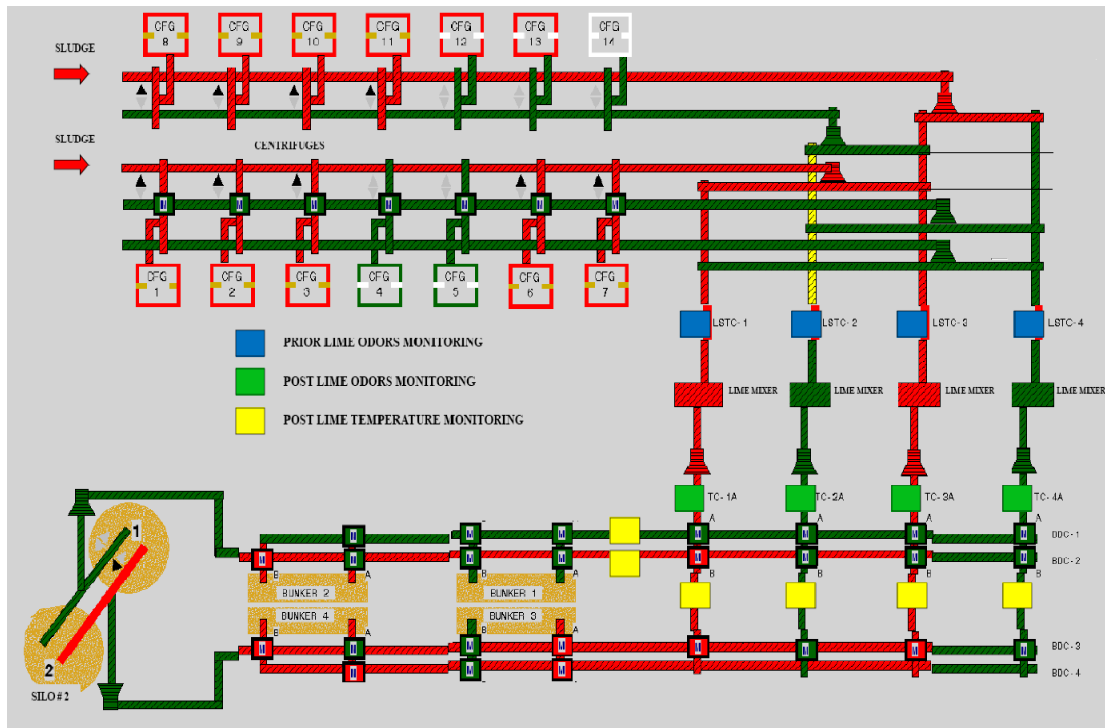 CFG 8
CFG 9
CFG 10
CFG 11
CFG 12
CFG 13
CFG 14
SLUDGE
SLUDGE
CENTRIFUGES
M M M M M M M
CFG 1
CFG 2
CFG 3
CFG 4
CFG 5
CFG 6
CFG 7
LSTC-1
LSTC-2
LSTC-3
LSTC-4
PRIOR LIME ODORS MONITORING
POST LIME ODORS MONITORING
POST LIME TEMPERATURE MONITORING
LIME MIXER
LIME MIXER
LIME MIXER
LIME MIXER
TC-1A
TC-2A
TC-3A
TC-4A
A A A
1
M M M M M M M
BDC-1
M M M M M M M M
BDC-2
B A B A B B
BUNKER 2
BUNKER 1
BUNKER 4
BUNKER 3
B A B A
M M M M M M M M
BDC-3
M M M
BDC-4
2
SILO # 2